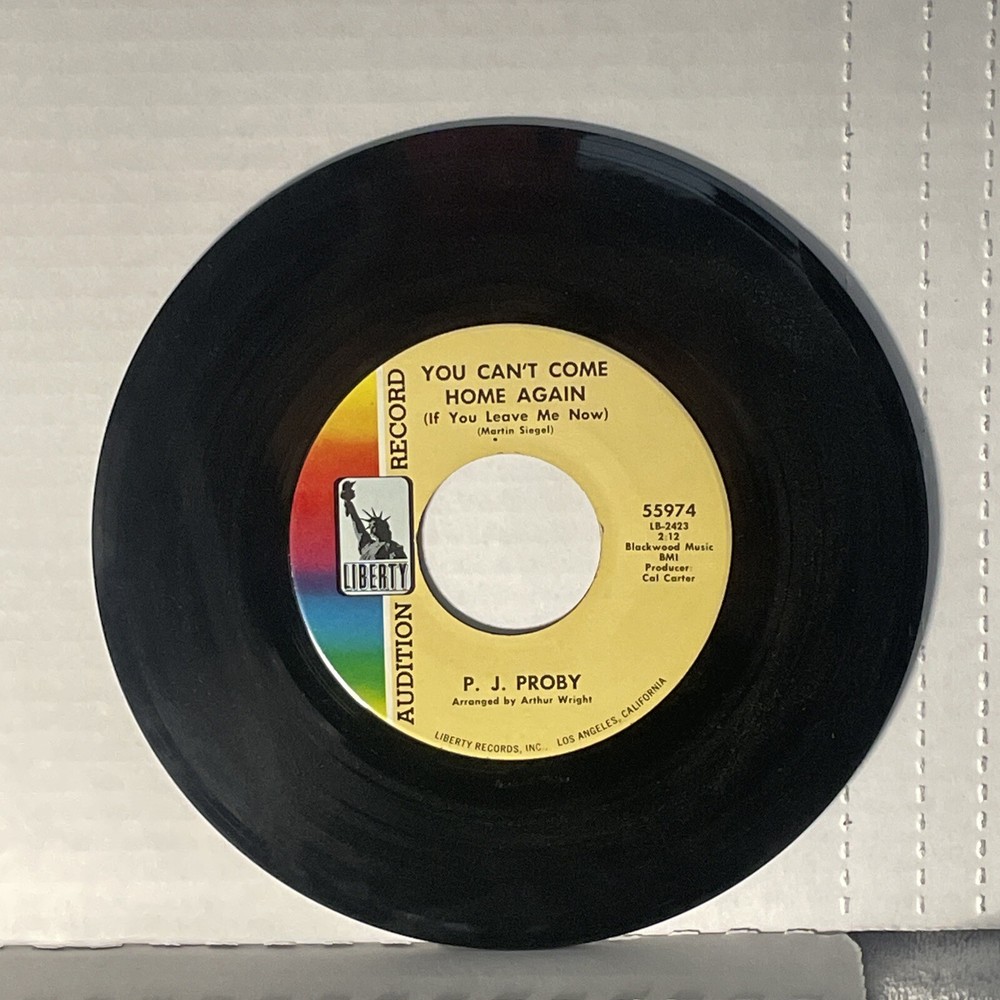 YOU CAN'T COME
HOME AGAIN
(If You Leave Me Now)
(Martin Siegel)
AUDITION RECORD
LIBERTY
55974
LB-2423
2:12
Blackwood Music
BMI
Producer:
Cal Carter
P. J. PROBY
Arranged by Arthur Wright
LIBERTY RECORDS, INC., LOS ANGELES, CALIFORNIA